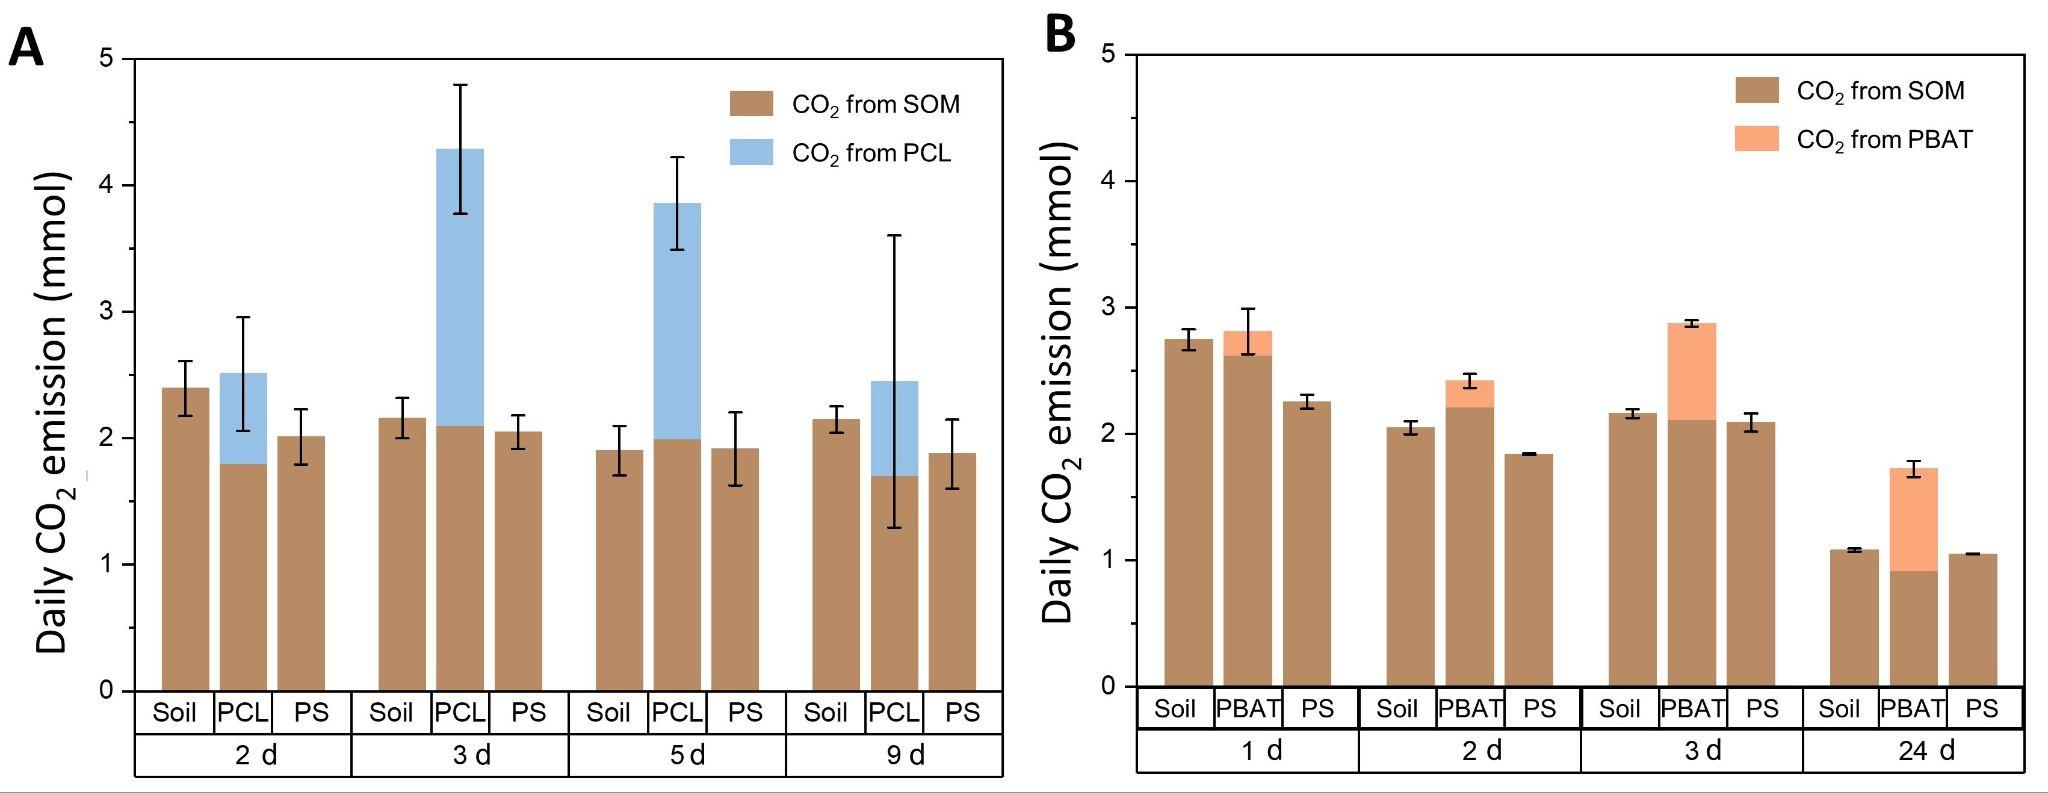 A
Daily CO₂ emission (mmol)
5
4
3
2
1
0
CO₂ from SOM
CO₂ from PCL
Soil PCL PS Soil PCL PS Soil PCL PS Soil PCL PS
2 d 3 d 5 d 9 d
B
Daily CO₂ emission (mmol)
5
4
3
2
1
0
CO₂ from SOM
CO₂ from PBAT
Soil PBAT PS Soil PBAT PS Soil PBAT PS Soil PBAT PS
1 d 2 d 3 d 24 d